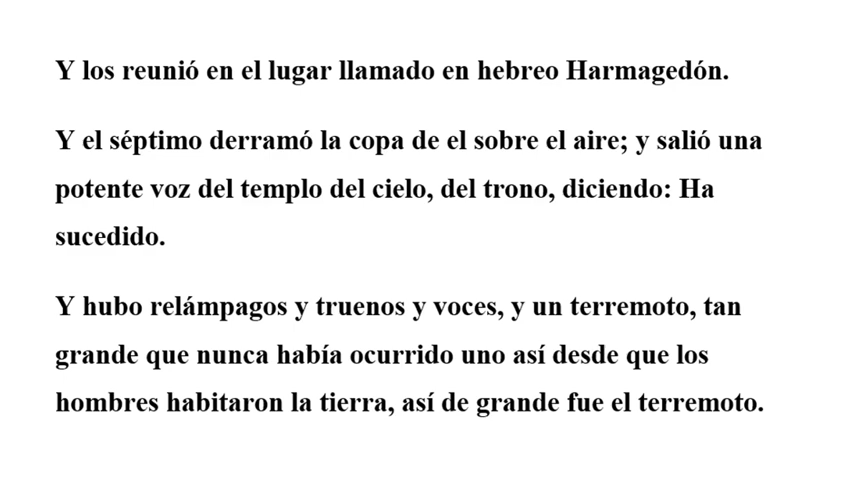 Y los reunió en el lugar llamado en hebreo Harmagedón.
Y el séptimo derramó la copa de el sobre el aire; y salió una
potente voz del templo del cielo, del trono, diciendo: Ha
sucedido.
Y hubo relámpagos y truenos y voces, y un terremoto, tan
grande que nunca había ocurrido uno así desde que los
hombres habitaron la tierra, así de grande fue el terremoto.